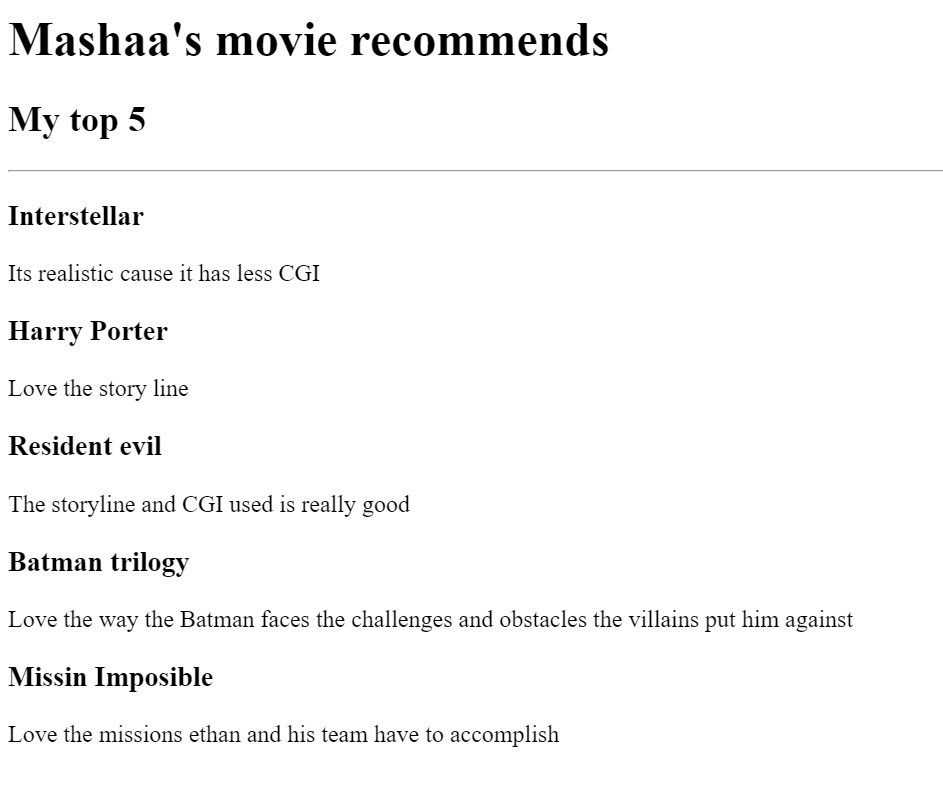 Mashaa's movie recommends
My top 5
Interstellar
Its realistic cause it has less CGI
Harry Porter
Love the story line
Resident evil
The storyline and CGI used is really good
Batman trilogy
Love the way the Batman faces the challenges and obstacles the villains put him against
Missin Imposible
Love the missions ethan and his team have to accomplish